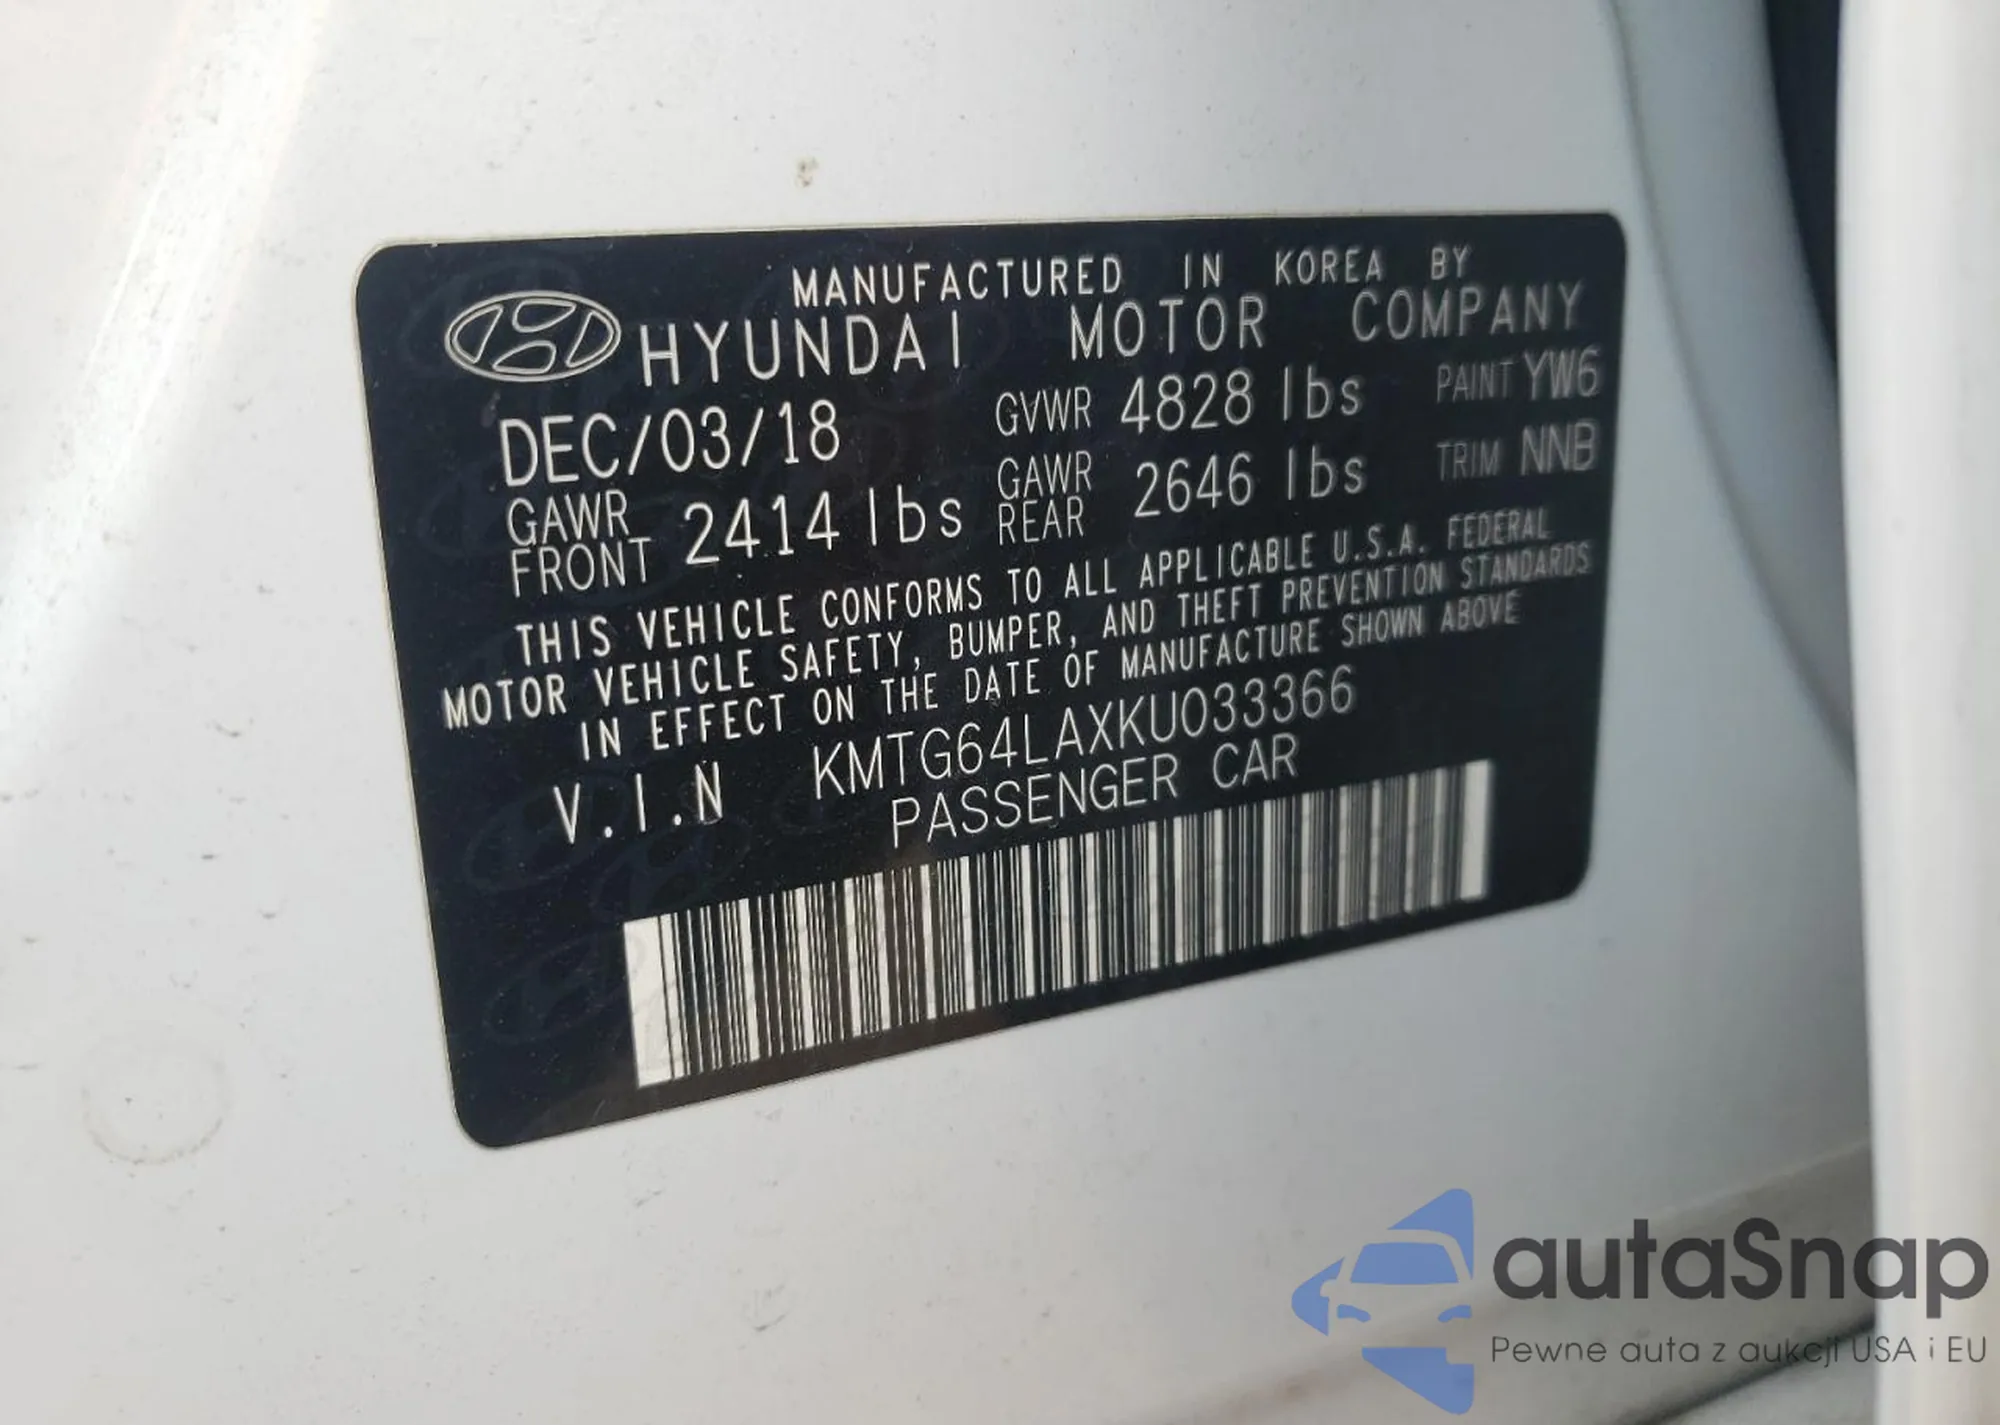 MANUFACTURED IN KOREA BY
HYUNDAI MOTOR COMPANY
DEC/03/18 GVWR 4828 lbs PAINT YW6
GAWR FRONT 2414 lbs GAWR REAR 2646 lbs TRIM NNB
THIS VEHICLE CONFORMS TO ALL APPLICABLE U.S.A. FEDERAL
MOTOR VEHICLE SAFETY, BUMPER, AND THEFT PREVENTION STANDARDS
IN EFFECT ON THE DATE OF MANUFACTURE SHOWN ABOVE
V.I.N KMTG64LAXKU033366
PASSENGER CAR
autaSnap
Pewne auta z aukcji USA i EU